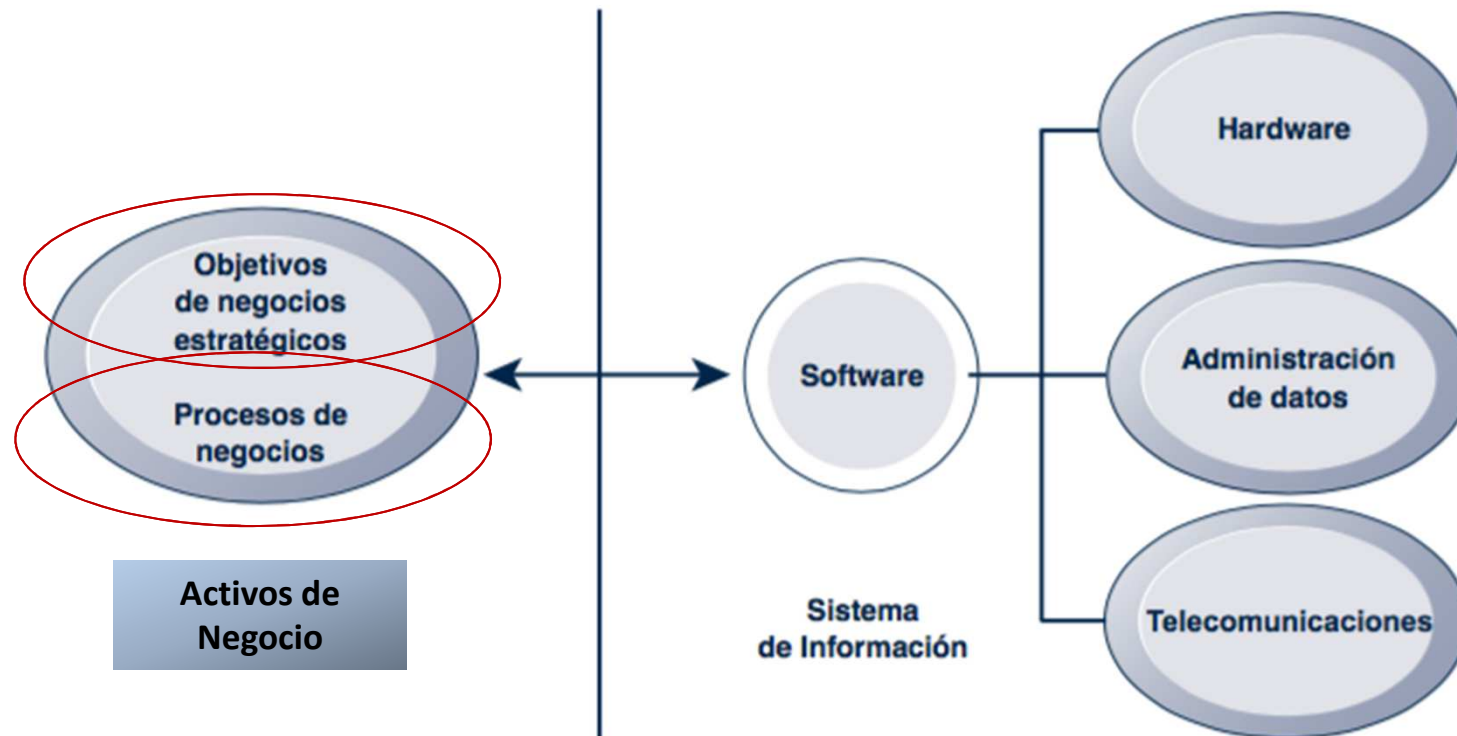 Objetivos
de negocios
estratégicos
Procesos de
negocios
Activos de
Negocio
Software
Sistema
de Información
Hardware
Administración
de datos
Telecomunicaciones